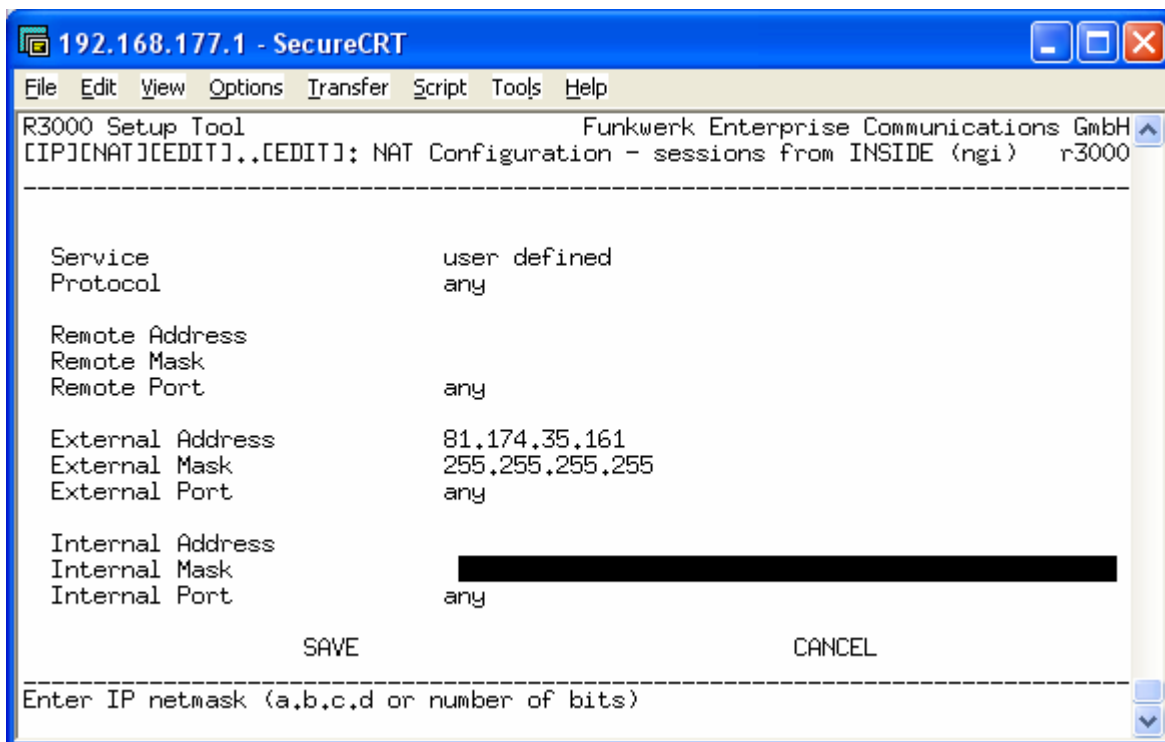 192.168.177.1 - SecureCRT
File Edit View Options Transfer Script Tools Help
R3000 Setup Tool Funkwerk Enterprise Communications GmbH
[IP][NAT][EDIT]..[EDIT]: NAT Configuration - sessions from INSIDE (ngi) r3000
Service user defined
Protocol any
Remote Address
Remote Mask
Remote Port any
External Address 81.174.35.161
External Mask 255.255.255.255
External Port any
Internal Address
Internal Mask
Internal Port any
SAVE CANCEL
Enter IP netmask (a.b.c.d or number of bits)